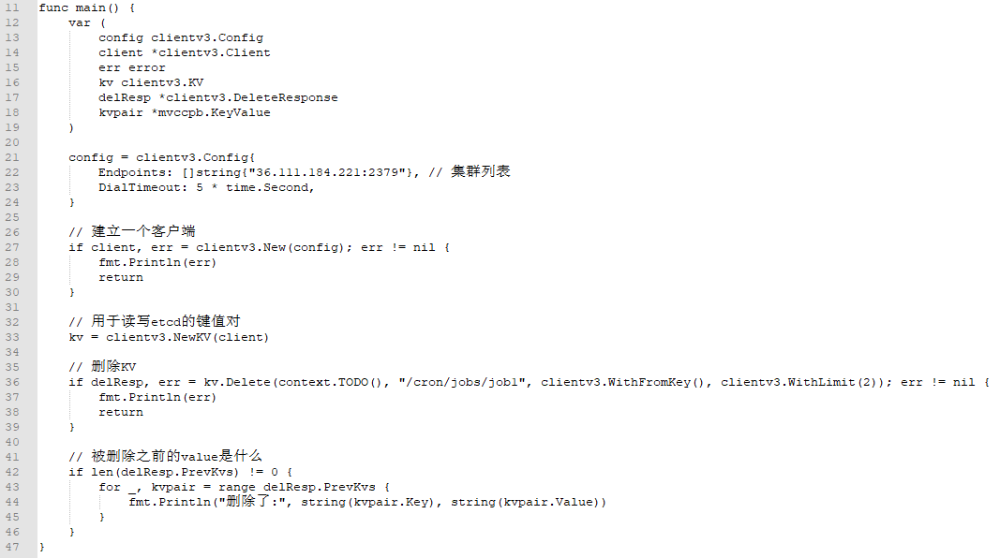 11 func main() {
12     var (
13         config clientv3.Config
14         client *clientv3.Client
15         err error
16         kv clientv3.KV
17         delResp *clientv3.DeleteResponse
18         kvpair *mvccpb.KeyValue
19     )
20
21     config = clientv3.Config{
22         Endpoints: []string{"36.111.184.221:2379"}, // 集群列表
23         DialTimeout: 5 * time.Second,
24     }
25
26     // 建立一个客户端
27     if client, err = clientv3.New(config); err != nil {
28         fmt.Println(err)
29         return
30     }
31
32     // 用于读写etcd的键值对
33     kv = clientv3.NewKV(client)
34
35     // 删除KV
36     if delResp, err = kv.Delete(context.TODO(), "/cron/jobs/job1", clientv3.WithFromKey(), clientv3.WithLimit(2)); err != nil {
37         fmt.Println(err)
38         return
39     }
40
41     // 被删除之前的value是什么
42     if len(delResp.PrevKvs) != 0 {
43         for _, kvpair = range delResp.PrevKvs {
44             fmt.Println("删除了:", string(kvpair.Key), string(kvpair.Value))
45         }
46     }
47 }